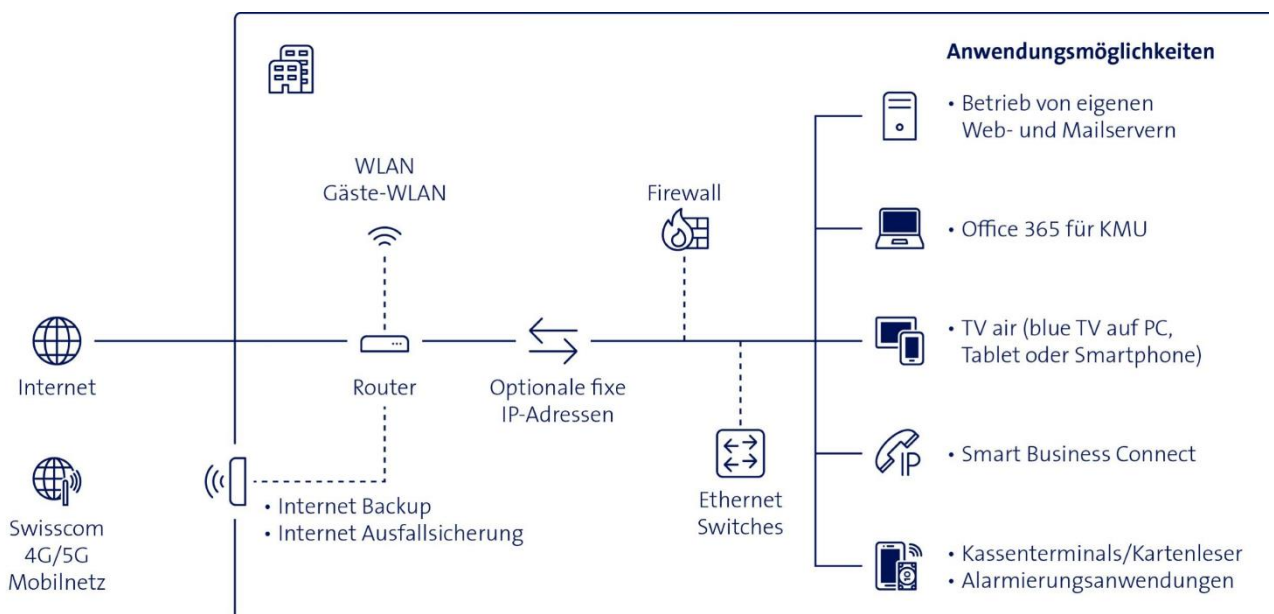 Anwendungsmöglichkeiten
• Betrieb von eigenen
Web- und Mailservern
WLAN
Gäste-WLAN
Firewall
• Office 365 für KMU
• TV air (blue TV auf PC,
Tablet oder Smartphone)
Internet
Router
Optionale fixe
IP-Adressen
IP
• Smart Business Connect
Swisscom
4G/5G
Mobilnetz
• Internet Backup
• Internet Ausfallsicherung
Ethernet
Switches
• Kassenterminals/Kartenleser
• Alarmierungsanwendungen